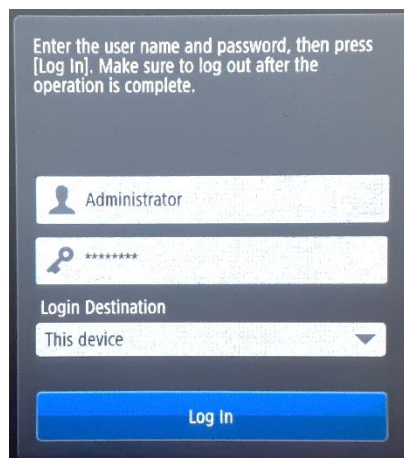 Enter the user name and password, then press
[Log In]. Make sure to log out after the
operation is complete.
Administrator
********
Login Destination
This device
Log In